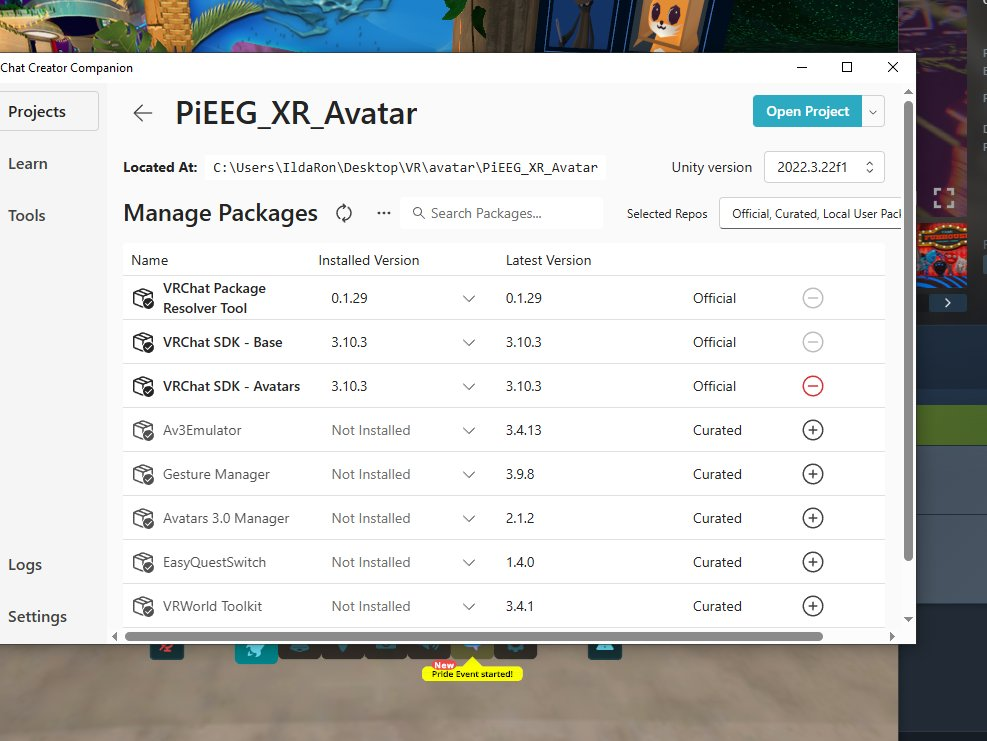 Chat Creator Companion
Projects
Learn
Tools
Logs
Settings
PiEEG_XR_Avatar
Open Project
Located At: C:\Users\IldaRon\Desktop\VR\avatar\PiEEG_XR_Avatar
Unity version 2022.3.22f1
Manage Packages
Search Packages...
Selected Repos Official, Curated, Local User Pack
Name Installed Version Latest Version
VRChat Package
Resolver Tool 0.1.29 0.1.29 Official
VRChat SDK - Base 3.10.3 3.10.3 Official
VRChat SDK - Avatars 3.10.3 3.10.3 Official
Av3Emulator Not Installed 3.4.13 Curated
Gesture Manager Not Installed 3.9.8 Curated
Avatars 3.0 Manager Not Installed 2.1.2 Curated
EasyQuestSwitch Not Installed 1.4.0 Curated
VRWorld Toolkit Not Installed 3.4.1 Curated
New
Pride Event started!
FUNHOUSE